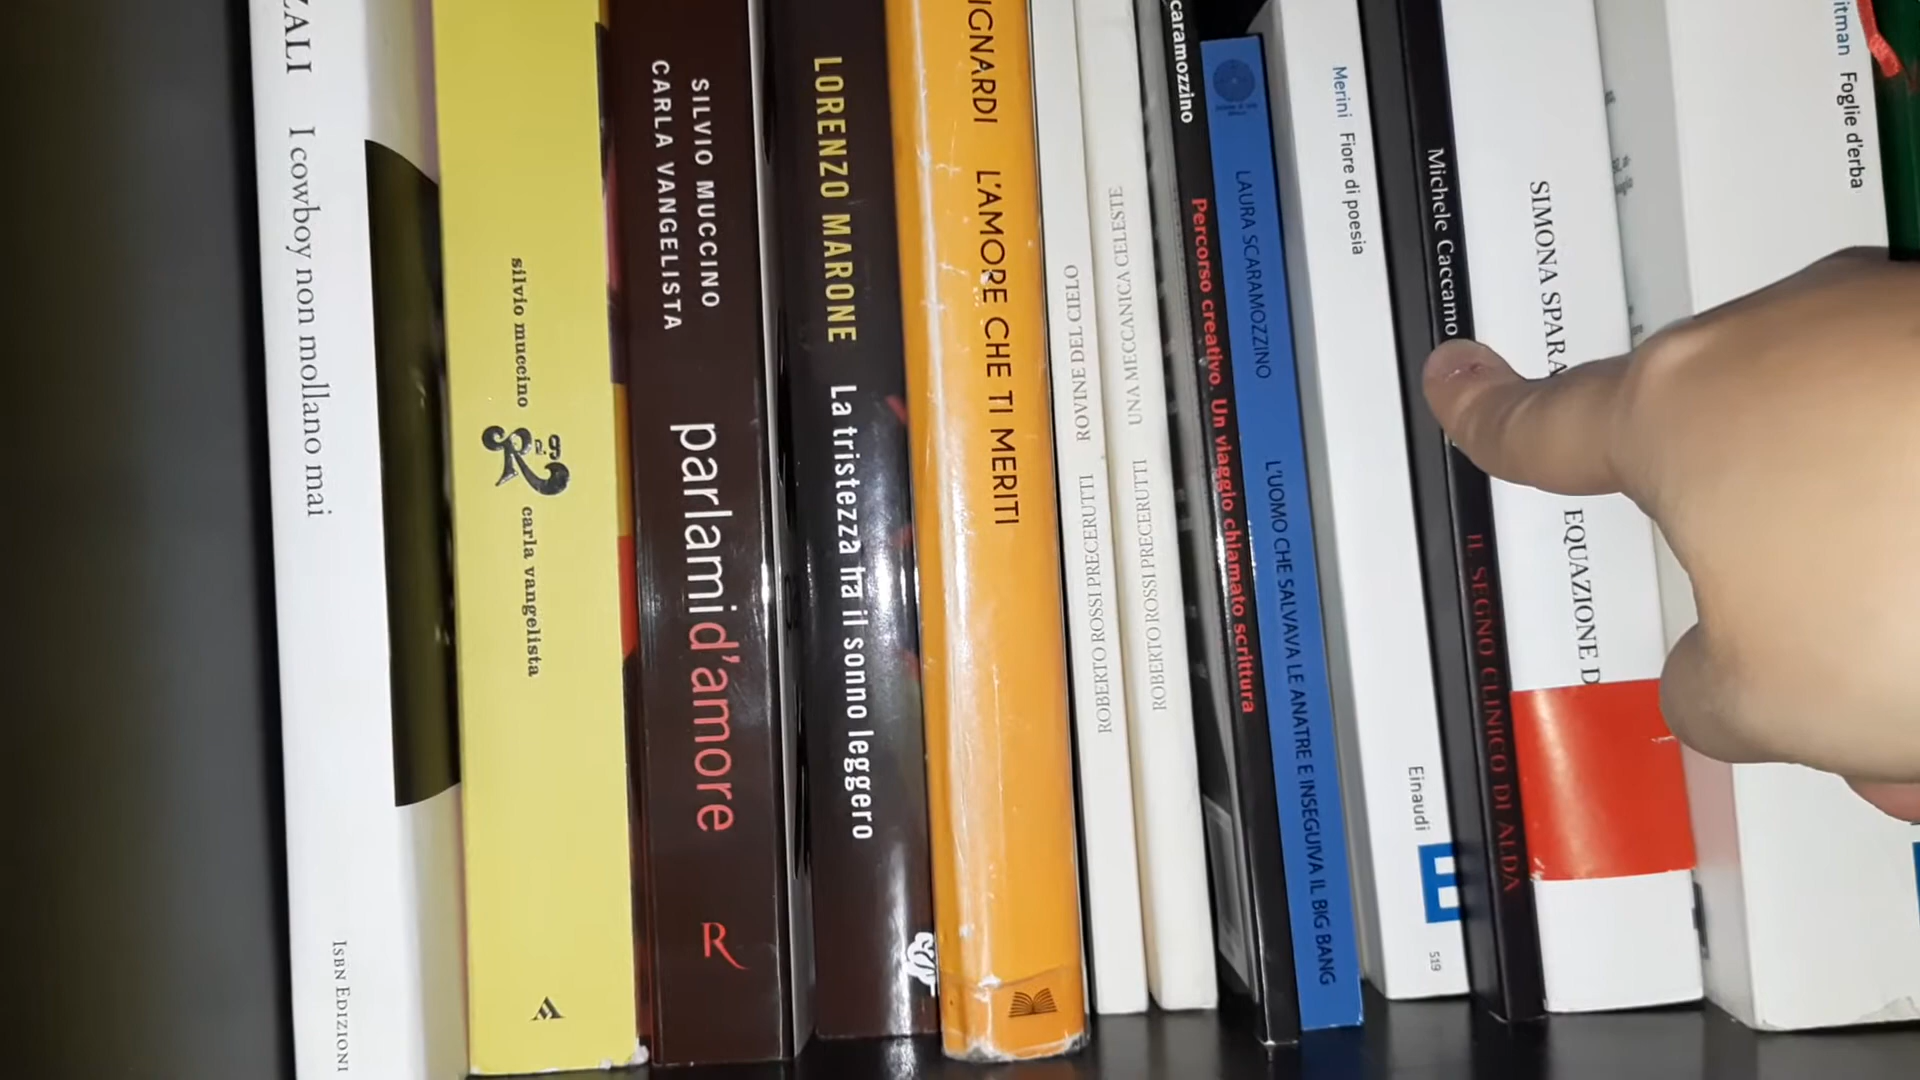 ZALI I cowboy non mollano mai ISBN EDIZIONI
silvio muccino carla vangelista
SILVIO MUCCINO
CARLA VANGELISTA
parlami d'amore R
LORENZO MARONE La tristezza ha il sonno leggero
IGNARDI L'AMORE CHE TI MERITI
ROBERTO ROSSI PRECERUTTI ROVINE DEL CIELO
ROBERTO ROSSI PRECERUTTI UNA MECCANICA CELESTE
caramozzino Percorso creativo. Un viaggio chiamato scrittura
LAURA SCARAMOZZINO L'UOMO CHE SALVAVA LE ANATRE E INSEGUIVA IL BIG BANG
Merini Fiore di poesia Einaudi 519
Michele Caccamo IL SEGNO CLINICO DI ALDA
SIMONA SPARA EQUAZIONE D
itman Foglie d'erba